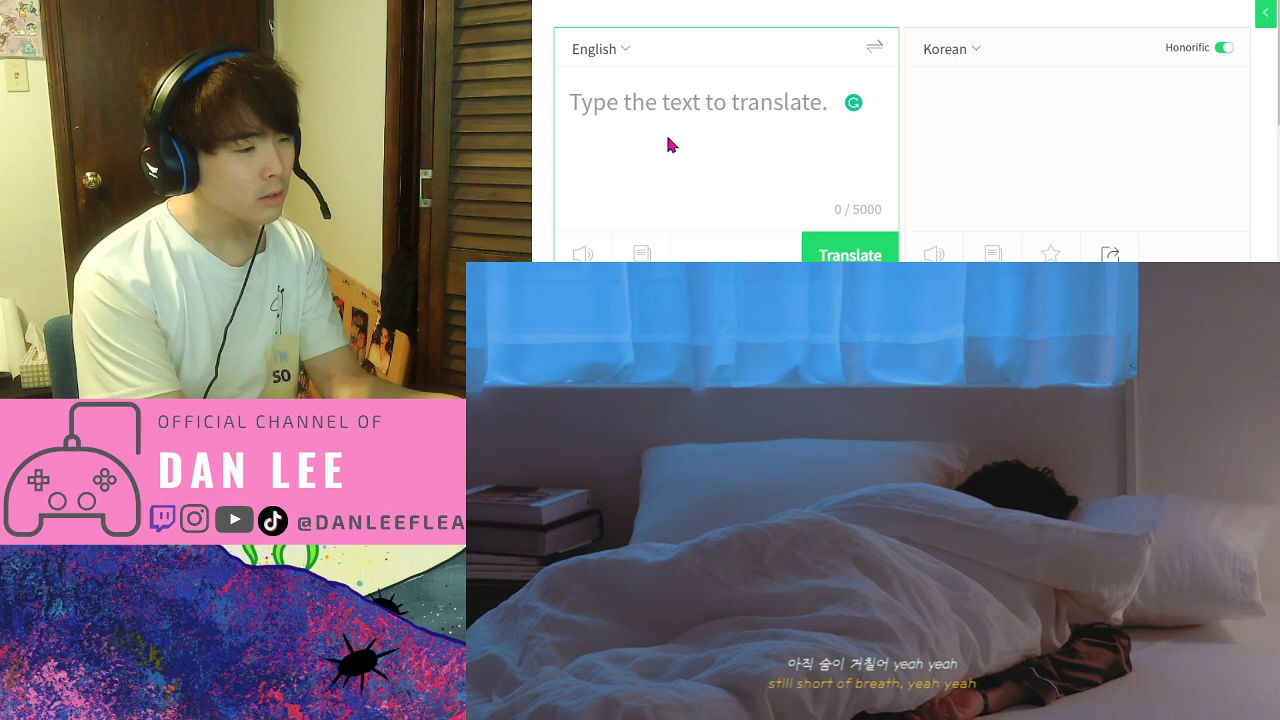 English
Korean
Honorific
Type the text to translate.
0 / 5000
Translate
SO
OFFICIAL CHANNEL OF
DAN LEE
@DANLEEFLEA
아직 숨이 거칠어 yeah yeah
still short of breath, yeah yeah